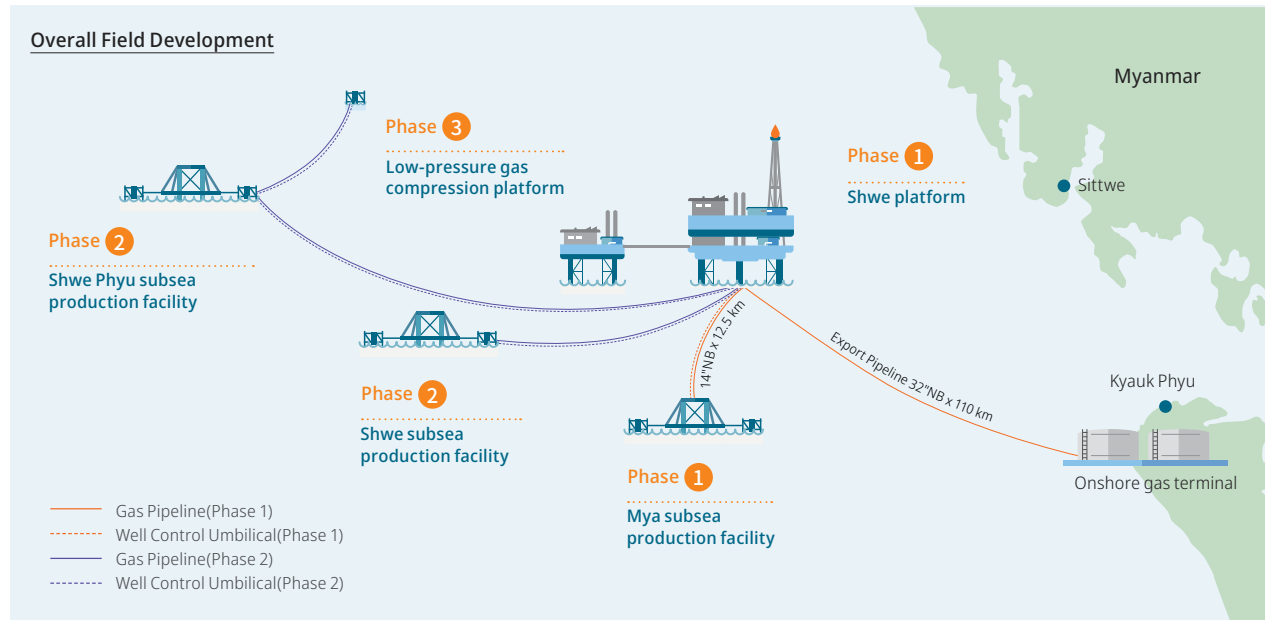 Overall Field Development
Myanmar
Phase 3
Low-pressure gas
compression platform
Phase 1
Shwe platform
Sittwe
Phase 2
Shwe Phyu subsea
production facility
14"NB x 12.5 km
Export Pipeline 32"NB x 110 km
Kyauk Phyu
Phase 2
Shwe subsea
production facility
Phase 1
Mya subsea
production facility
Onshore gas terminal
Gas Pipeline(Phase 1)
Well Control Umbilical(Phase 1)
Gas Pipeline(Phase 2)
Well Control Umbilical(Phase 2)